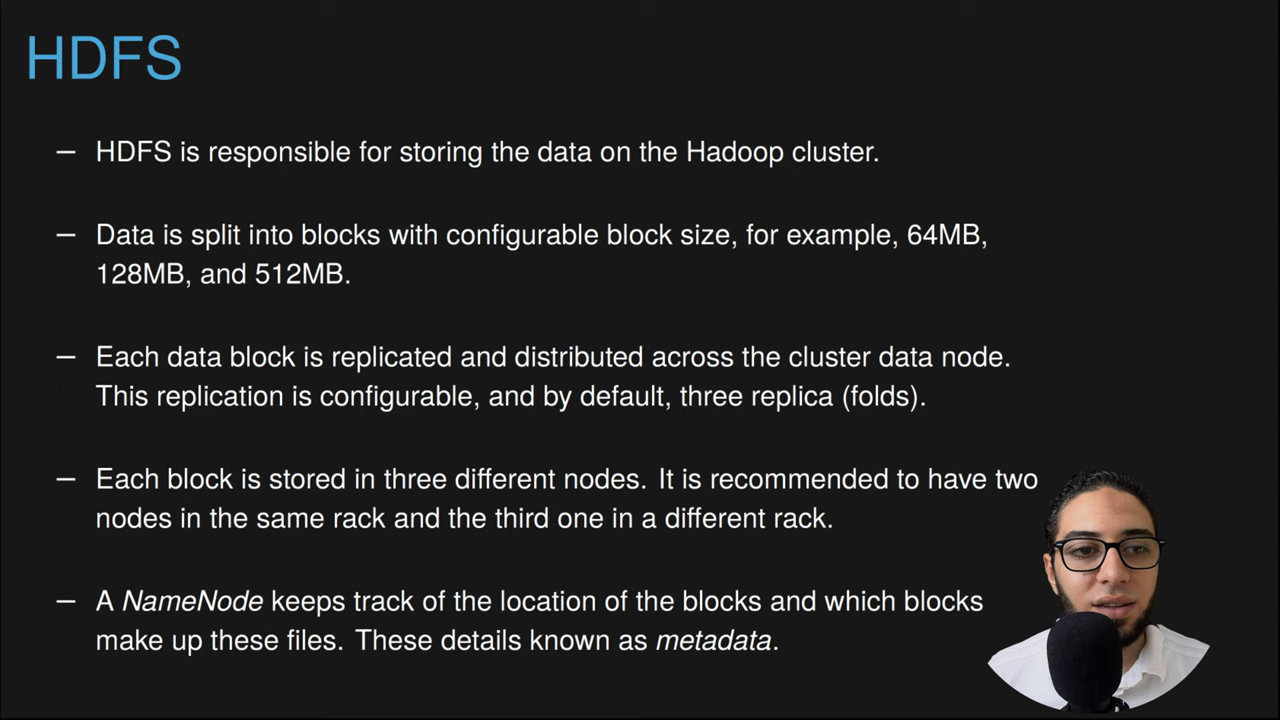 HDFS
– HDFS is responsible for storing the data on the Hadoop cluster.
– Data is split into blocks with configurable block size, for example, 64MB,
128MB, and 512MB.
– Each data block is replicated and distributed across the cluster data node.
This replication is configurable, and by default, three replica (folds).
– Each block is stored in three different nodes. It is recommended to have two
nodes in the same rack and the third one in a different rack.
– A NameNode keeps track of the location of the blocks and which blocks
make up these files. These details known as metadata.